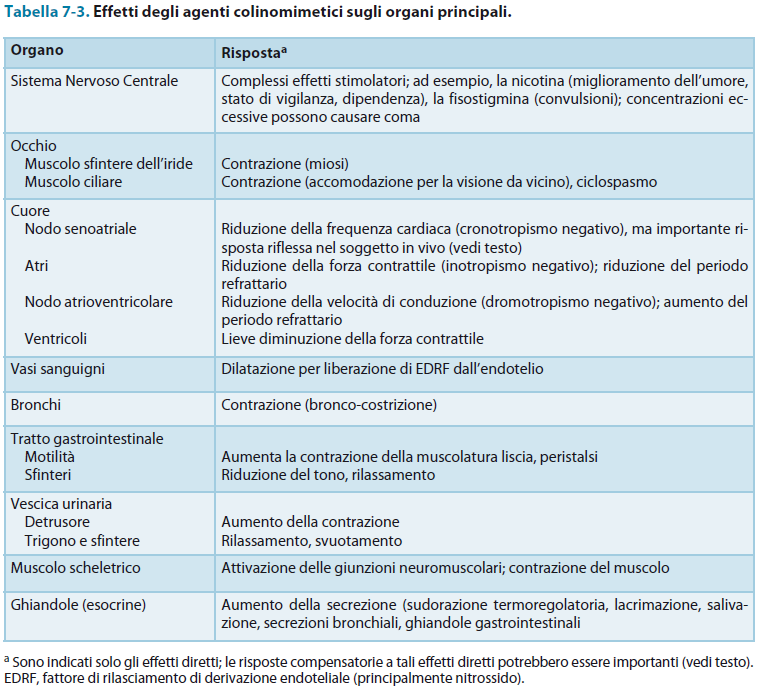 Tabella 7-3. Effetti degli agenti colinomimetici sugli organi principali.
Organo Risposta^a
Sistema Nervoso Centrale Complessi effetti stimolatori; ad esempio, la nicotina (miglioramento dell'umore,
stato di vigilanza, dipendenza), la fisostigmina (convulsioni); concentrazioni ec-
cessive possono causare coma
Occhio
Muscolo sfintere dell'iride Contrazione (miosi)
Muscolo ciliare Contrazione (accomodazione per la visione da vicino), ciclospasmo
Cuore
Nodo senoatriale Riduzione della frequenza cardiaca (cronotropismo negativo), ma importante ri-
sposta riflessa nel soggetto in vivo (vedi testo)
Atri Riduzione della forza contrattile (inotropismo negativo); riduzione del periodo
refrattario
Nodo atrioventricolare Riduzione della velocità di conduzione (dromotropismo negativo); aumento del
periodo refrattario
Ventricoli Lieve diminuzione della forza contrattile
Vasi sanguigni Dilatazione per liberazione di EDRF dall'endotelio
Bronchi Contrazione (bronco-costrizione)
Tratto gastrointestinale
Motilità Aumenta la contrazione della muscolatura liscia, peristalsi
Sfinteri Riduzione del tono, rilassamento
Vescica urinaria
Detrusore Aumento della contrazione
Trigono e sfintere Rilassamento, svuotamento
Muscolo scheletrico Attivazione delle giunzioni neuromuscolari; contrazione del muscolo
Ghiandole (esocrine) Aumento della secrezione (sudorazione termoregolatoria, lacrimazione, saliva-
zione, secrezioni bronchiali, ghiandole gastrointestinali
^a Sono indicati solo gli effetti diretti; le risposte compensatorie a tali effetti diretti potrebbero essere importanti (vedi testo).
EDRF, fattore di rilasciamento di derivazione endoteliale (principalmente nitrossido).